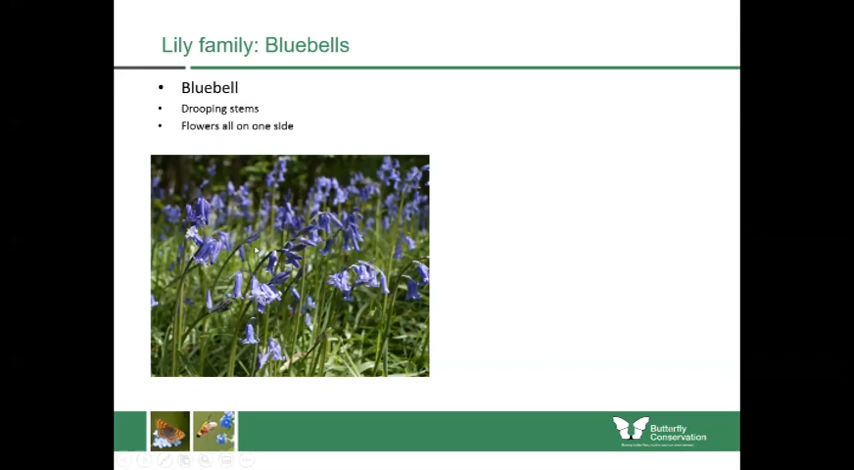 Lily family: Bluebells
• Bluebell
• Drooping stems
• Flowers all on one side
Butterfly
Conservation